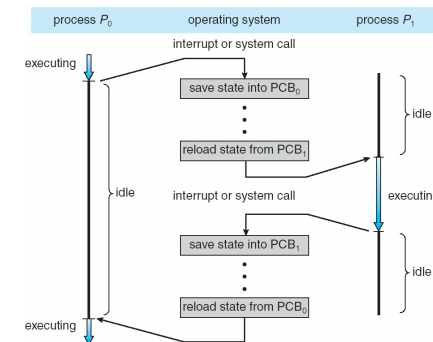 process P0 operating system process P1
interrupt or system call
executing
save state into PCB0
idle
reload state from PCB1
idle
interrupt or system call
executin
save state into PCB1
idle
reload state from PCB0
executing